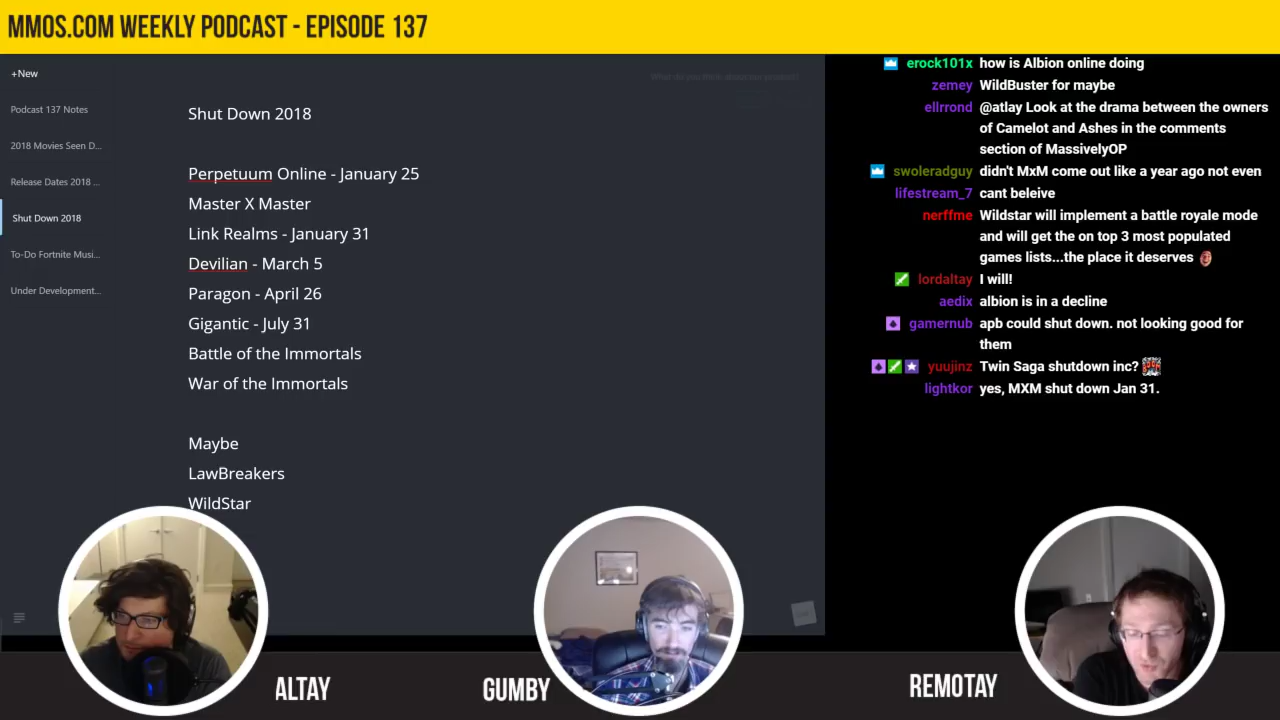 MMOS.COM WEEKLY PODCAST - EPISODE 137
+New
Podcast 137 Notes
2018 Movies Seen D...
Release Dates 2018 ...
Shut Down 2018
To-Do Fortnite Musi...
Under Development...
Shut Down 2018
Perpetuum Online - January 25
Master X Master
Link Realms - January 31
Devilian - March 5
Paragon - April 26
Gigantic - July 31
Battle of the Immortals
War of the Immortals
Maybe
LawBreakers
WildStar
erock101x how is Albion online doing
zemey WildBuster for maybe
ellrrond @atlay Look at the drama between the owners
of Camelot and Ashes in the comments
section of MassivelyOP
swoleradguy didn't MxM come out like a year ago not even
lifestream_7 cant beleive
nerffme Wildstar will implement a battle royale mode
and will get the on top 3 most populated
games lists...the place it deserves
lordaltay I will!
aedix albion is in a decline
gamernub apb could shut down. not looking good for
them
yuujinz Twin Saga shutdown inc?
lightkor yes, MXM shut down Jan 31.
ALTAY
GUMBY
REMOTAY